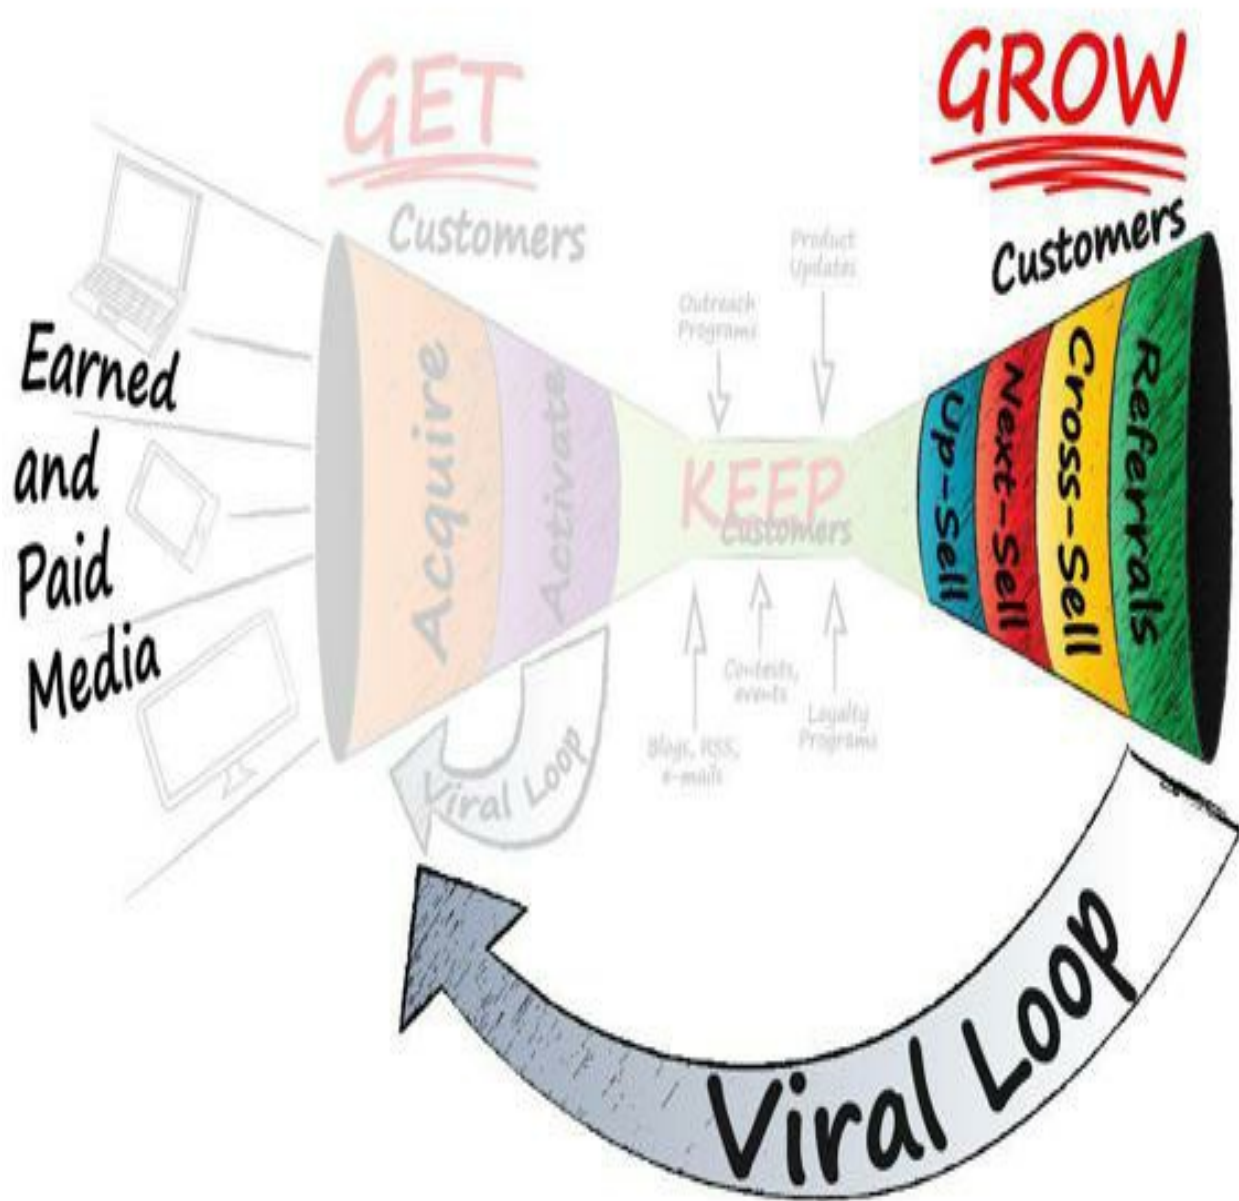 GET
Customers
GROW
Customers
Earned
and
Paid
Media
Acquire
Activate
Viral Loop
Outreach
Programs
Product
Updates
KEEP
Customers
Blogs, RSS,
e-mails
Contests,
events
Loyalty
Programs
Up-Sell
Next-Sell
Cross-Sell
Referrals
Viral Loop